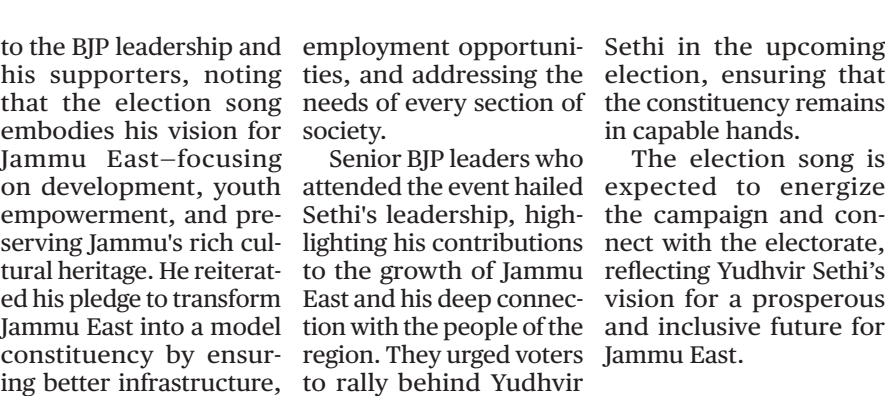 to the BJP leadership and
his supporters, noting
that the election song
embodies his vision for
Jammu East–focusing
on development, youth
empowerment, and pre-
serving Jammu's rich cul-
tural heritage. He reiterat-
ed his pledge to transform
Jammu East into a model
constituency by ensur-
ing better infrastructure,
employment opportuni-
ties, and addressing the
needs of every section of
society.
Senior BJP leaders who
attended the event hailed
Sethi's leadership, high-
lighting his contributions
to the growth of Jammu
East and his deep connec-
tion with the people of the
region. They urged voters
to rally behind Yudhvir
Sethi in the upcoming
election, ensuring that
the constituency remains
in capable hands.
The election song is
expected to energize
the campaign and con-
nect with the electorate,
reflecting Yudhvir Sethi’s
vision for a prosperous
and inclusive future for
Jammu East.